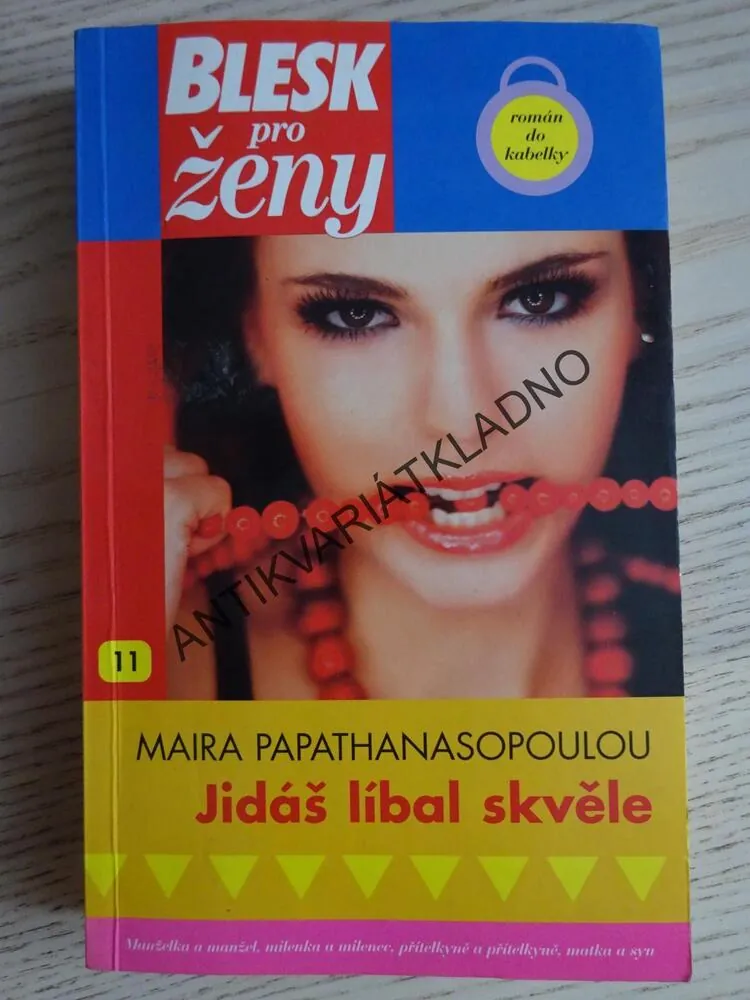 BLESK
pro
ženy
román
do
kabelky
ANTIKVARIÁTKLADNO
11
MAIRA PAPATHANASOPOULOU
Jidáš líbal skvěle
Manželka a manžel, milenka a milenec, přítelkyně a přítelkyně, matka a syn